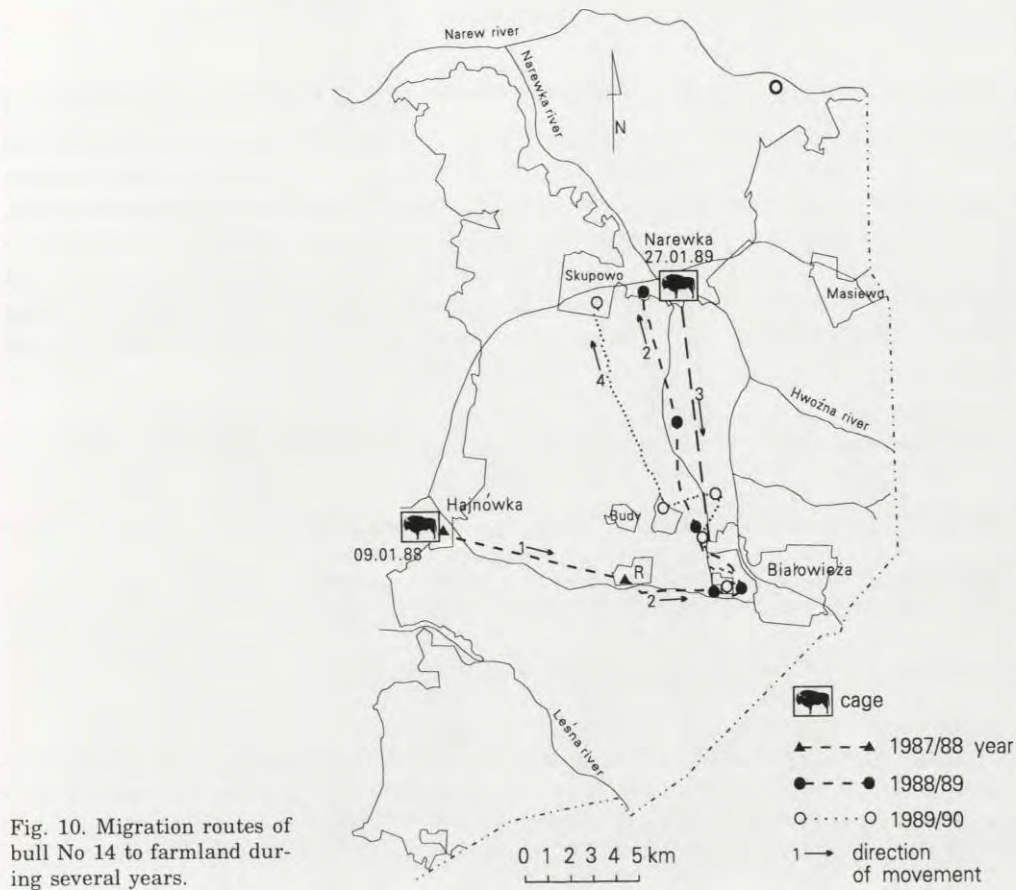 Narew river
Narewka river
N
Narewka
27.01.89
Skupowo
Masiewo
2
3
4
Hwoźna river
Hajnówka
Budy
09.01.88
1
R
Białowieża
2
Leśna river
cage
1987/88 year
1988/89
1989/90
1 direction
of movement
0 1 2 3 4 5 km
Fig. 10. Migration routes of
bull No 14 to farmland dur-
ing several years.